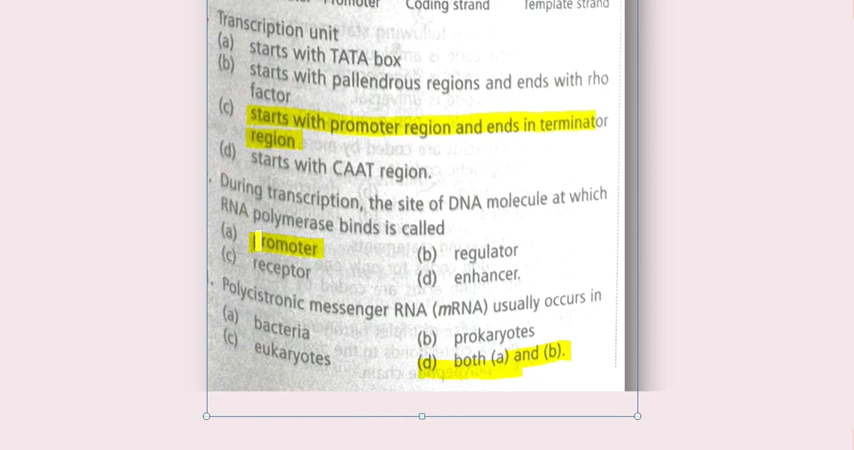 Coding strand Template strand
Transcription unit
(a) starts with TATA box
(b) starts with pallendrous regions and ends with rho
factor
(c) starts with promoter region and ends in terminator
region
(d) starts with CAAT region.
During transcription, the site of DNA molecule at which
RNA polymerase binds is called
(a) romoter (b) regulator
(c) receptor (d) enhancer.
Polycistronic messenger RNA (mRNA) usually occurs in
(a) bacteria (b) prokaryotes
(c) eukaryotes (d) both (a) and (b).